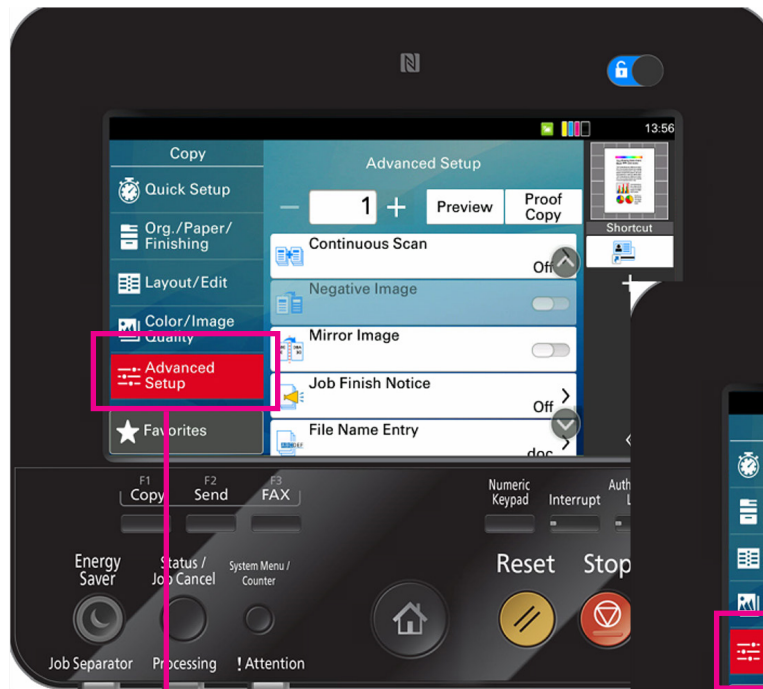 13:56
Copy
Quick Setup
Org./Paper/
Finishing
Layout/Edit
Color/Image
Quality
Advanced
Setup
Favorites
Advanced Setup
1
Preview
Proof
Copy
Continuous Scan
Off
Negative Image
Mirror Image
Job Finish Notice
Off
File Name Entry
doc
Shortcut
F1
Copy
F2
Send
F3
FAX
Numeric
Keypad
Interrupt
Auth
L
Energy
Saver
Status /
Job Cancel
System Menu /
Counter
Reset
Stop
Job Separator
Processing
! Attention